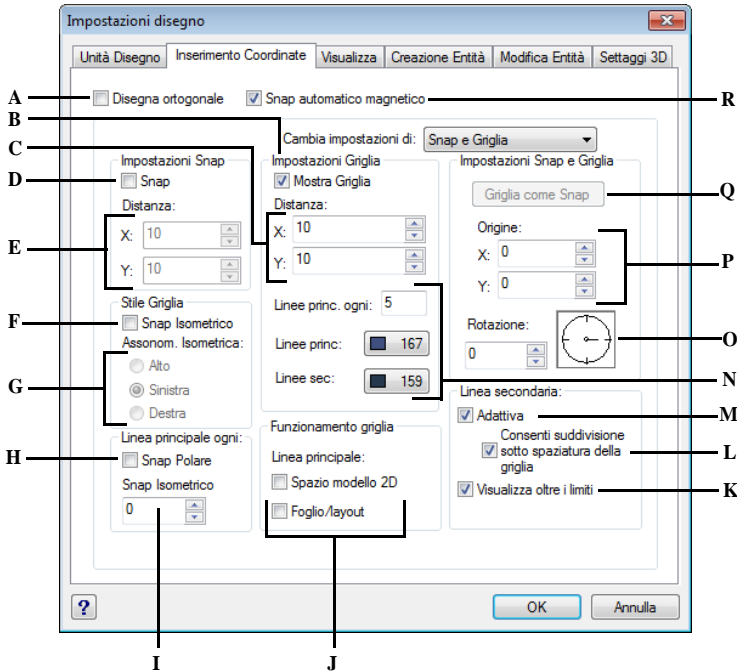 Impostazioni disegno
Unità Disegno
Inserimento Coordinate
Visualizza
Creazione Entità
Modifica Entità
Settaggi 3D
A
Disegna ortogonale
Snap automatico magnetico
R
B
Cambia impostazioni di:
Snap e Griglia
C
Impostazioni Snap
Impostazioni Griglia
Impostazioni Snap e Griglia
D
Snap
Mostra Griglia
Griglia come Snap
Q
Distanza:
Distanza:
Origine:
E
X: 10
X: 10
X: 0
P
Y: 10
Y: 10
Y: 0
Stile Griglia
Linee princ. ogni: 5
F
Snap Isometrico
Rotazione:
O
Assonom. Isometrica:
Linee princ: 167
0
G
Alto
Linee sec: 159
N
Sinistra
Linea secondaria:
Destra
Adattiva
M
Linea principale ogni:
Funzionamento griglia
Consenti suddivisione
sotto spaziatura della
griglia
L
H
Snap Polare
Linea principale:
Snap Isometrico
Spazio modello 2D
Visualizza oltre i limiti
K
0
Foglio/layout
?
OK
Annulla
I
J